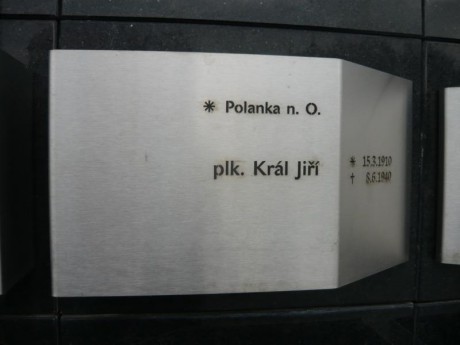 * Polanka n. O.
plk. Král Jiří
* 15.3.1910
† 8.6.1940